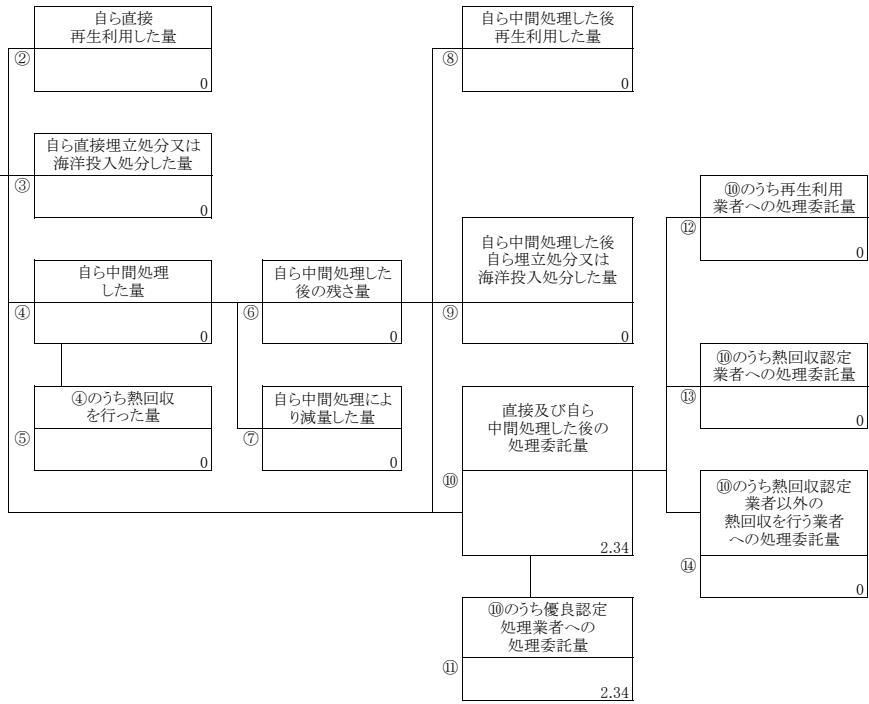 自ら直接
再生利用した量
②
0
自ら直接埋立処分又は
海洋投入処分した量
③
0
自ら中間処理
した量
④
0
④のうち熱回収
を行った量
⑤
0
自ら中間処理した
後の残さ量
⑥
0
自ら中間処理によ
り減量した量
⑦
0
自ら中間処理した後
再生利用した量
⑧
0
自ら中間処理した後
自ら埋立処分又は
海洋投入処分した量
⑨
0
直接及び自ら
中間処理した後の
処理委託量
⑩
2.34
⑩のうち優良認定
処理業者への
処理委託量
⑪
2.34
⑩のうち再生利用
業者への処理委託量
⑫
0
⑩のうち熱回収認定
業者への処理委託量
⑬
0
⑩のうち熱回収認定
業者以外の
熱回収を行う業者
への処理委託量
⑭
0